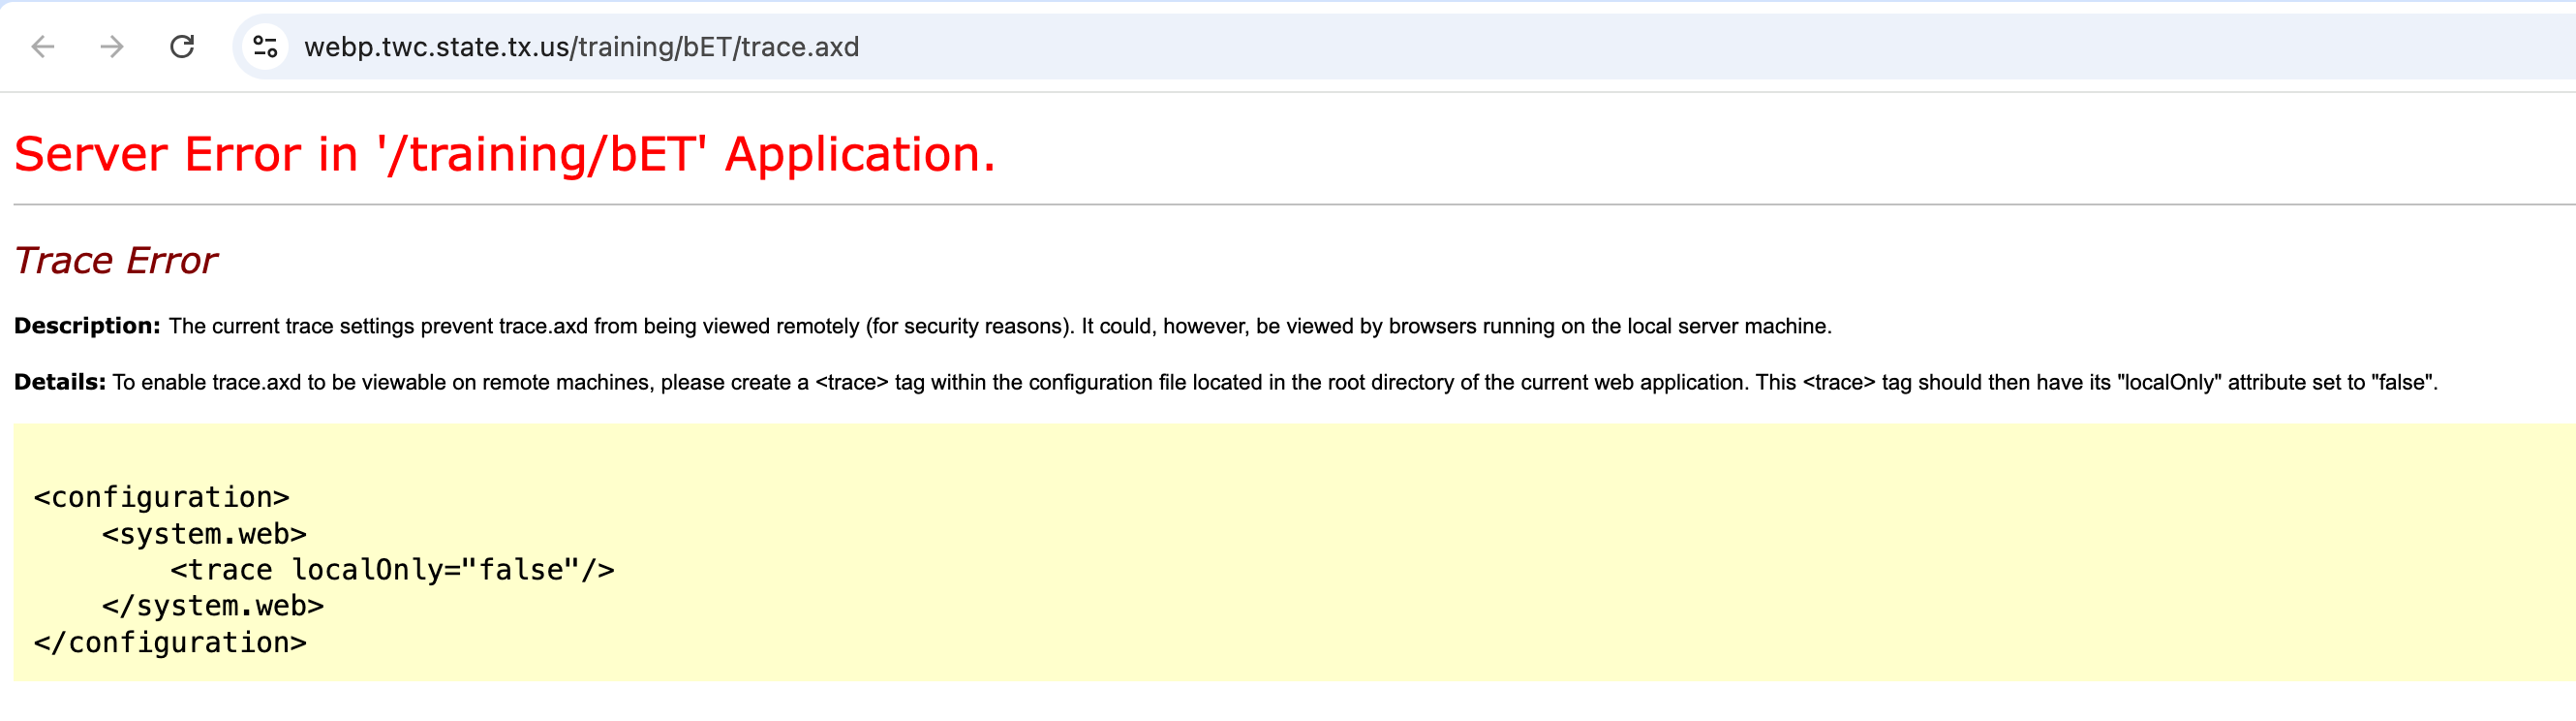 webp.twc.state.tx.us/training/bET/trace.axd
Server Error in '/training/bET' Application.
Trace Error
Description: The current trace settings prevent trace.axd from being viewed remotely (for security reasons). It could, however, be viewed by browsers running on the local server machine.
Details: To enable trace.axd to be viewable on remote machines, please create a <trace> tag within the configuration file located in the root directory of the current web application. This <trace> tag should then have its "localOnly" attribute set to "false".
<configuration>
    <system.web>
        <trace localOnly="false"/>
    </system.web>
</configuration>